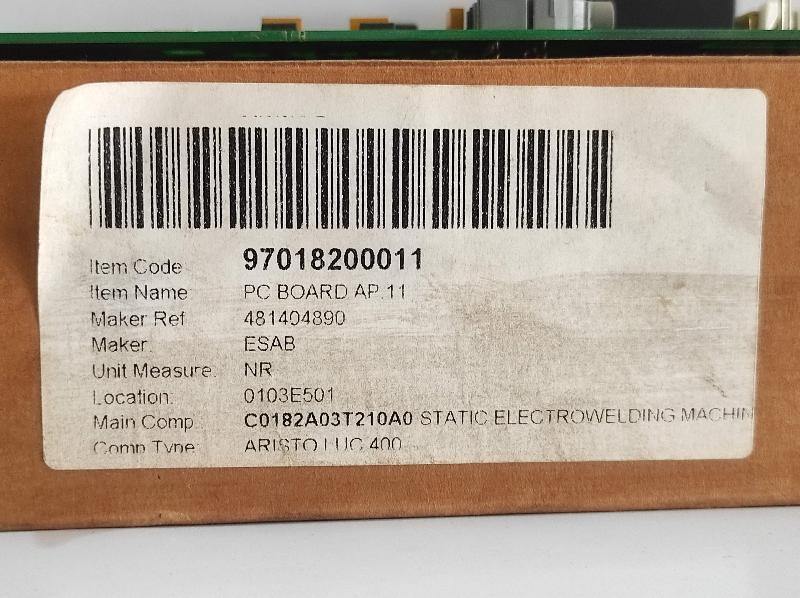 Item Code 97018200011
Item Name PC BOARD AP.11
Maker Ref 481404890
Maker: ESAB
Unit Measure: NR
Location: 0103E501
Main Comp: C0182A03T210A0 STATIC ELECTROWELDING MACHIN
Comp Type: ARISTO LUC 400